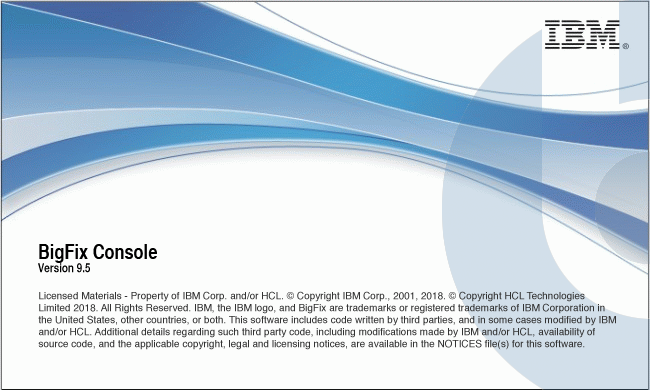 IBM®
BigFix Console
Version 9.5
Licensed Materials - Property of IBM Corp. and/or HCL. © Copyright IBM Corp., 2001, 2018. © Copyright HCL Technologies
Limited 2018. All Rights Reserved. IBM, the IBM logo, and BigFix are trademarks or registered trademarks of IBM Corporation in
the United States, other countries, or both. This software includes code written by third parties, and in some cases modified by IBM
and/or HCL. Additional details regarding such third party code, including modifications made by IBM and/or HCL, availability of
source code, and the applicable copyright, legal and licensing notices, are available in the NOTICES file(s) for this software.